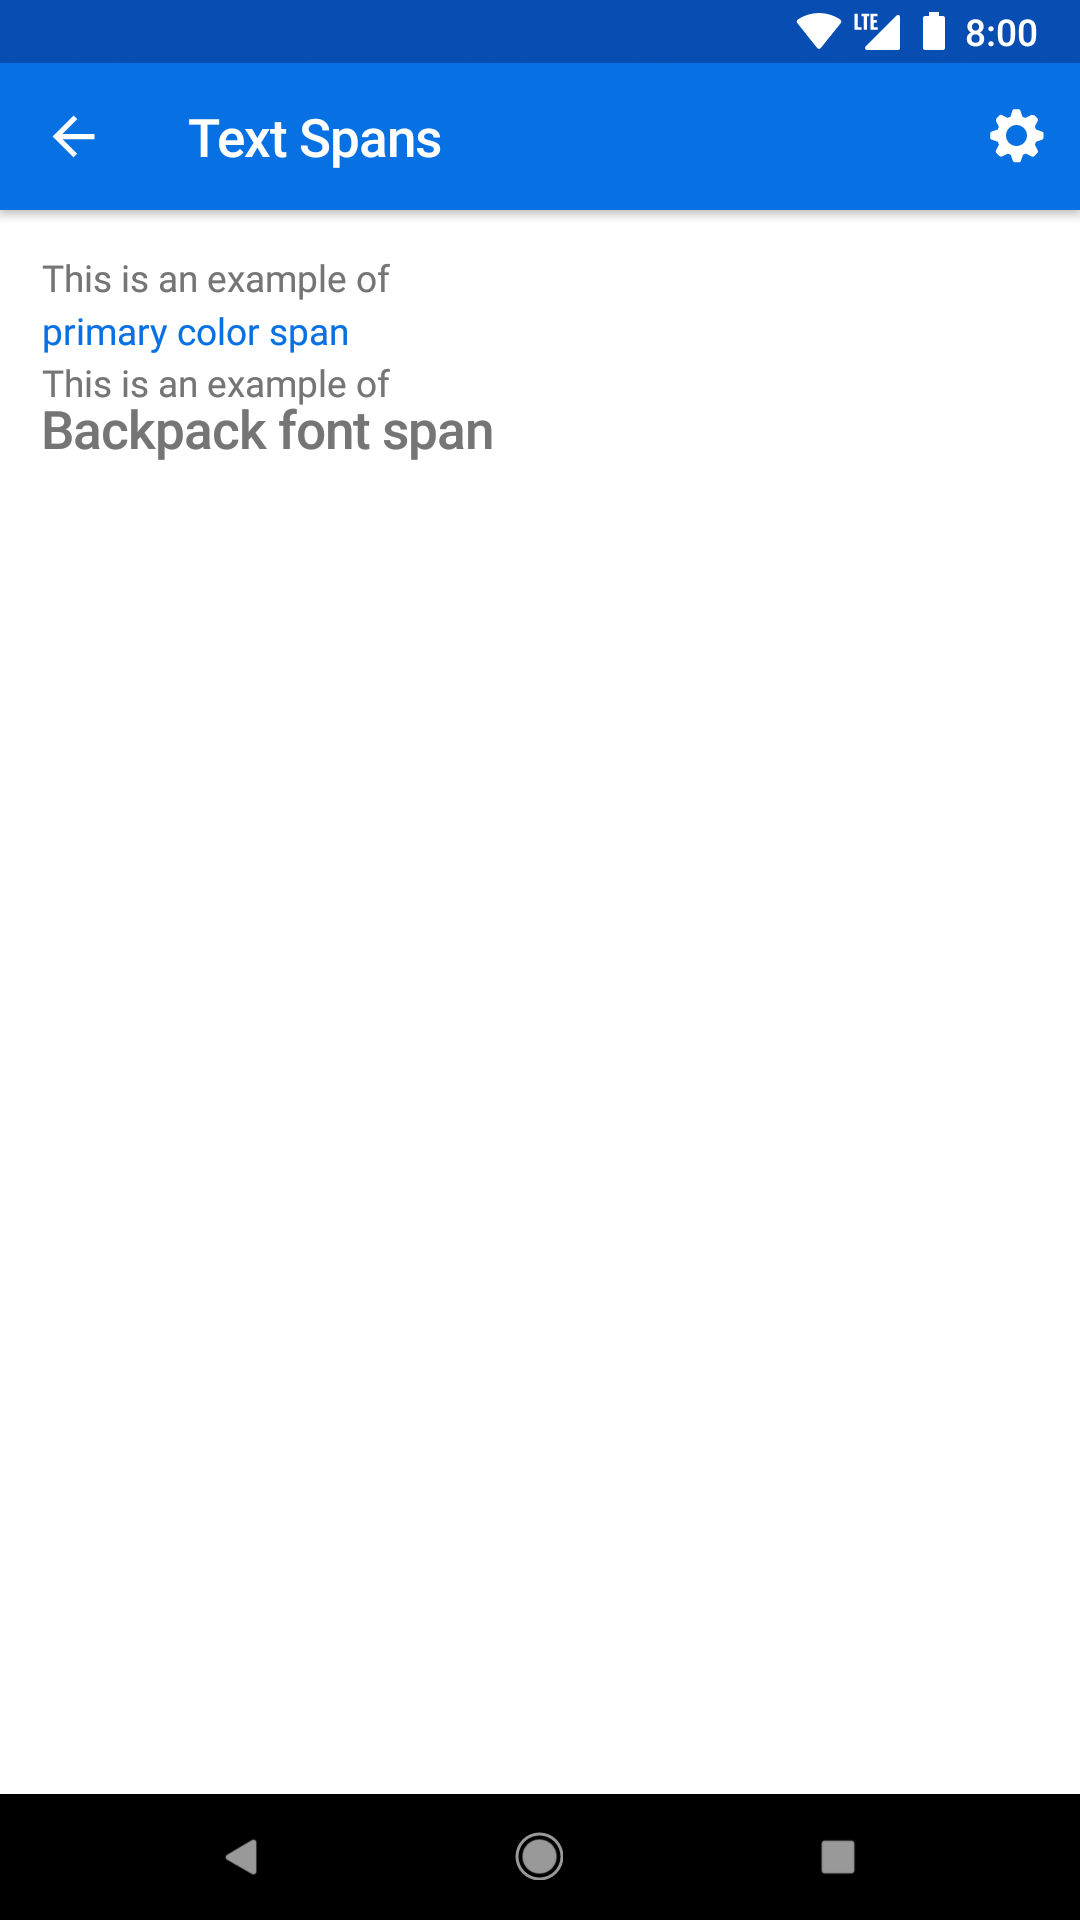 LTE 8:00
Text Spans
This is an example of
primary color span
This is an example of
Backpack font span